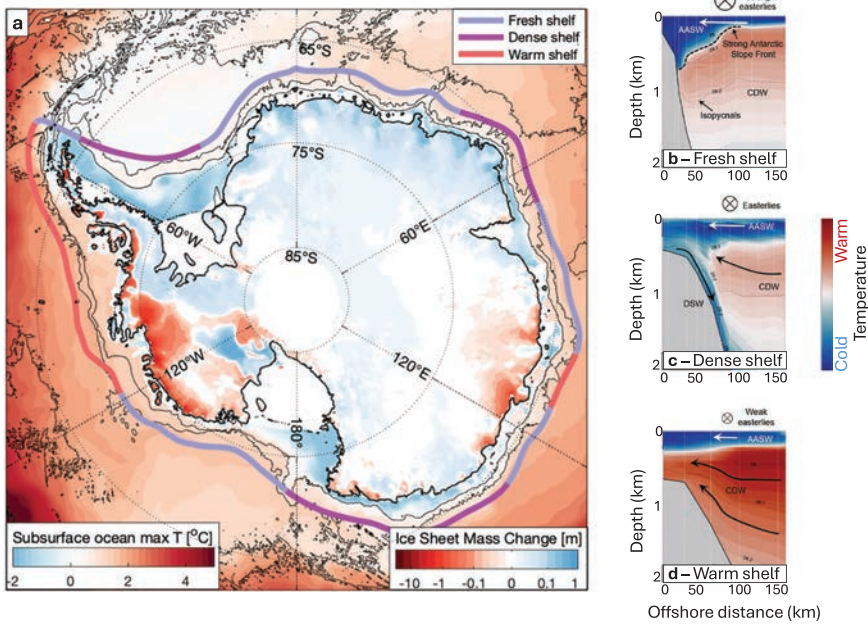 a
Fresh shelf
Dense shelf
Warm shelf
65°S
75°S
85°S
60°W
60°E
120°W
120°E
180°
Subsurface ocean max T [°C]
-2 0 2 4
Ice Sheet Mass Change [m]
-10 -1 -0.1 0 0.1 1
easterlies
0
AASW
Strong Antarctic
Slope Front
CDW
Isopycnals
1
2
Depth (km)
b – Fresh shelf
0 50 100 150
Easterlies
0
AASW
CDW
DSW
1
2
Depth (km)
c – Dense shelf
0 50 100 150
Warm
Temperature
Cold
Weak
easterlies
0
AASW
CDW
1
2
Depth (km)
d – Warm shelf
0 50 100 150
Offshore distance (km)